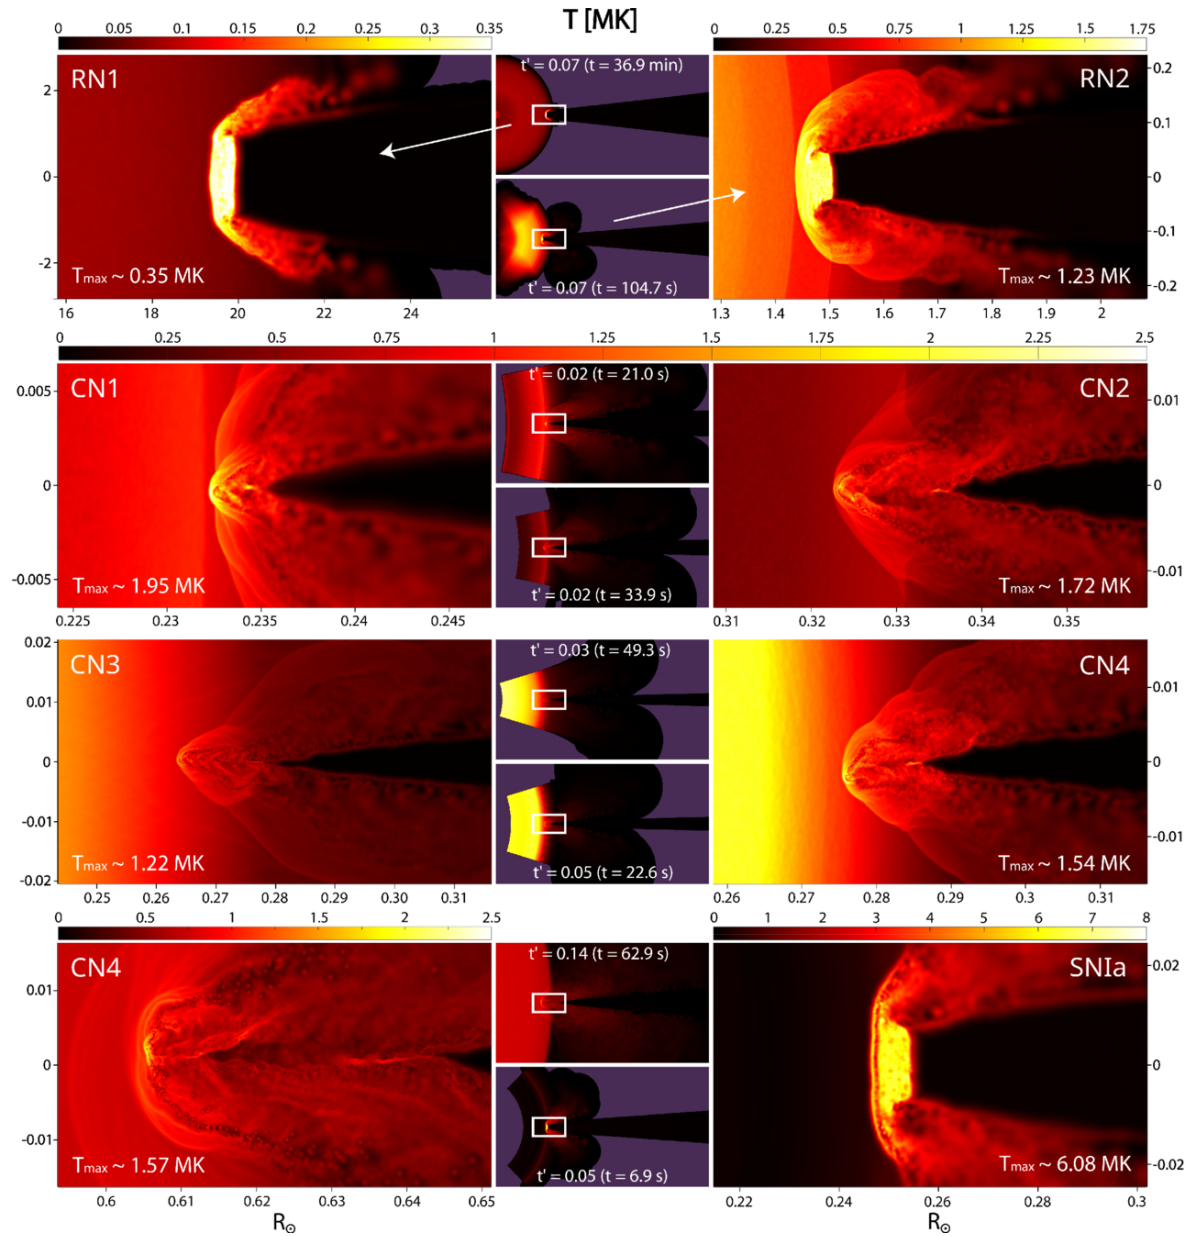 T [MK]
0 0.05 0.1 0.15 0.2 0.25 0.3 0.35
0 0.25 0.5 0.75 1 1.25 1.5 1.75
RN1
2
0
-2
T max ~ 0.35 MK
16 18 20 22 24
t' = 0.07 (t = 36.9 min)
t' = 0.07 (t = 104.7 s)
RN2
0.2
0.1
0
-0.1
-0.2
T max ~ 1.23 MK
1.3 1.4 1.5 1.6 1.7 1.8 1.9 2
0 0.25 0.5 0.75 1 1.25 1.5 1.75 2 2.25 2.5
CN1
0.005
0
-0.005
T max ~ 1.95 MK
0.225 0.23 0.235 0.24 0.245
t' = 0.02 (t = 21.0 s)
t' = 0.02 (t = 33.9 s)
CN2
0.01
0
-0.01
T max ~ 1.72 MK
0.31 0.32 0.33 0.34 0.35
CN3
0.02
0.01
0
-0.01
-0.02
T max ~ 1.22 MK
0.25 0.26 0.27 0.28 0.29 0.30 0.31
t' = 0.03 (t = 49.3 s)
t' = 0.05 (t = 22.6 s)
CN4
0.01
0
-0.01
T max ~ 1.54 MK
0.26 0.27 0.28 0.29 0.3 0.31
0 0.5 1 1.5 2 2.5
0 1 2 3 4 5 6 7 8
CN4
0.01
0
-0.01
T max ~ 1.57 MK
0.6 0.61 0.62 0.63 0.64 0.65
R⊙
t' = 0.14 (t = 62.9 s)
t' = 0.05 (t = 6.9 s)
SNIa
0.02
0
-0.02
T max ~ 6.08 MK
0.22 0.24 0.26 0.28 0.3
R⊙